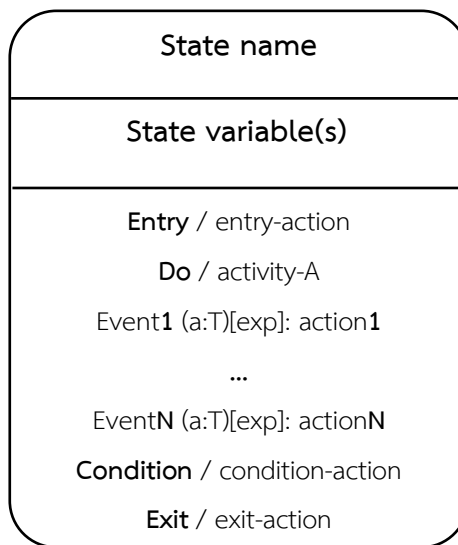 State name
State variable(s)
Entry / entry-action
Do / activity-A
Event1 (a:T)[exp]: action1
...
EventN (a:T)[exp]: actionN
Condition / condition-action
Exit / exit-action